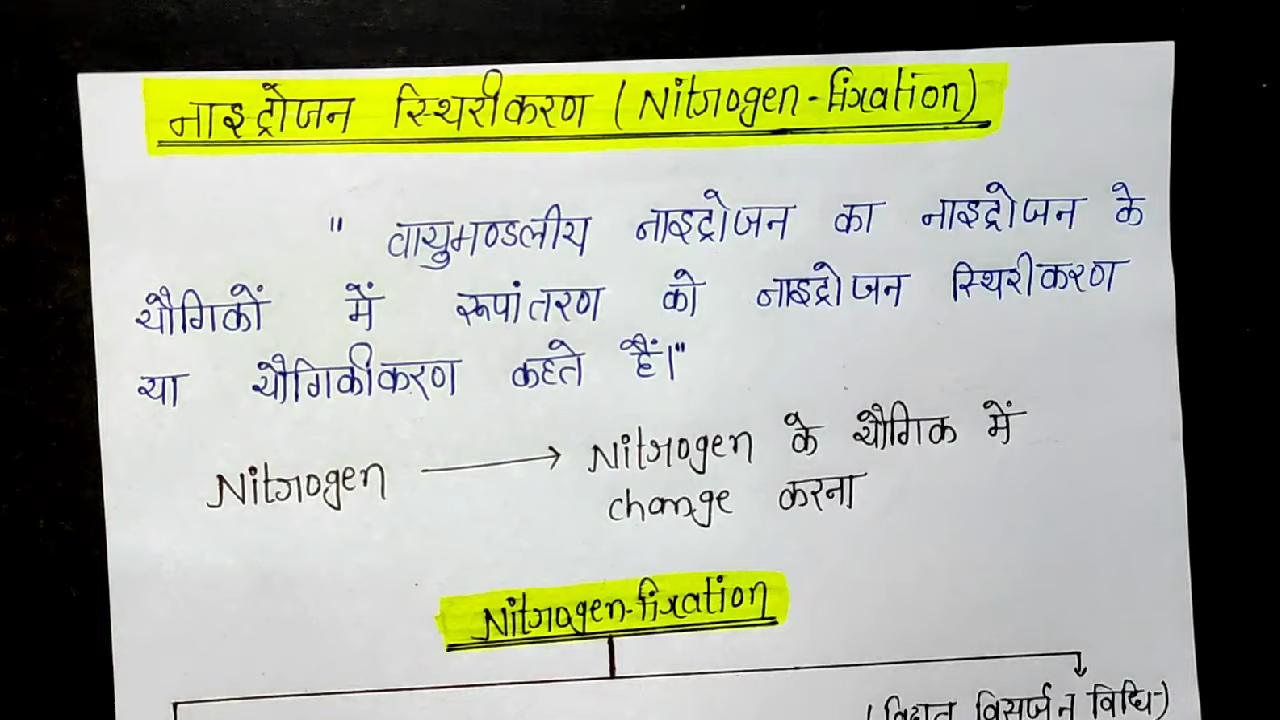 नाइट्रोजन स्थिरीकरण (Nitrogen-fixation)
" वायुमण्डलीय नाइट्रोजन का नाइट्रोजन के
यौगिकों में रूपांतरण को नाइट्रोजन स्थिरीकरण
या यौगिकीकरण कहते हैं।"
Nitrogen → Nitrogen के यौगिक में
change करना
Nitrogen-fixation
(विद्युत विसर्जन विधि)